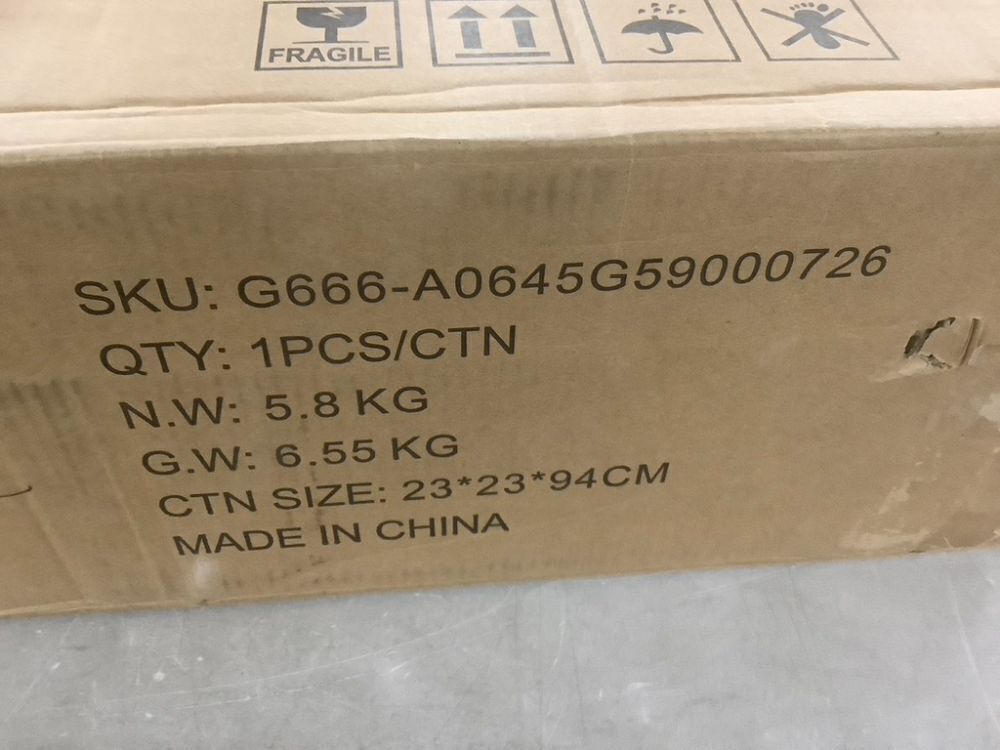 FRAGILE
SKU: G666-A0645G59000726
QTY: 1PCS/CTN
N.W: 5.8 KG
G.W: 6.55 KG
CTN SIZE: 23*23*94CM
MADE IN CHINA